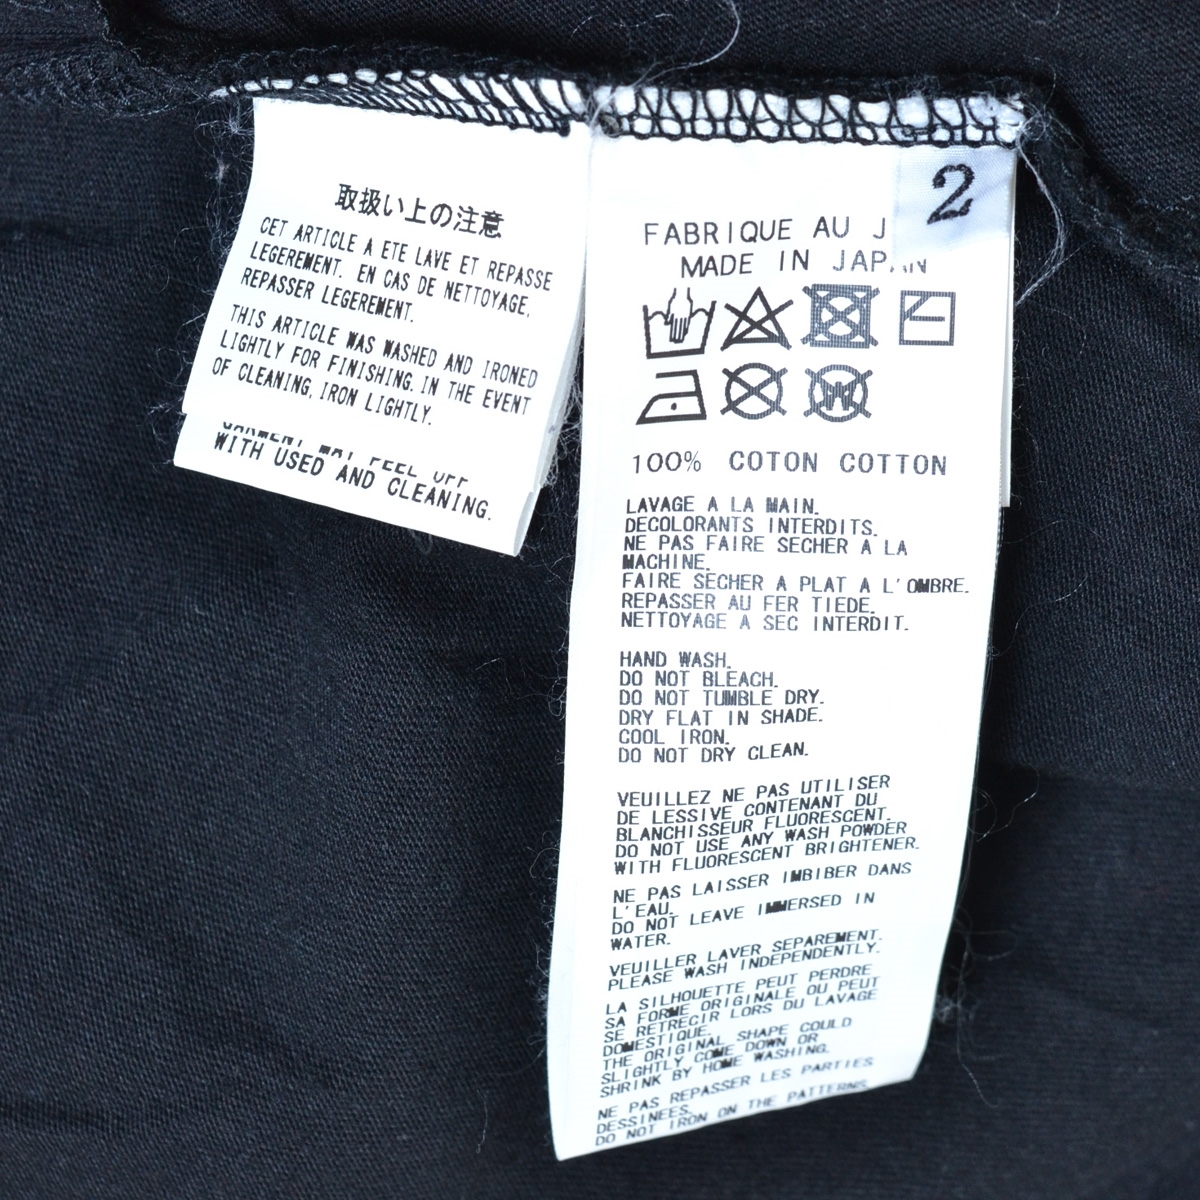 取扱い上の注意
CET ARTICLE A ETE LAVE ET REPASSE
LEGEREMENT. EN CAS DE NETTOYAGE,
REPASSER LEGEREMENT.
THIS ARTICLE WAS WASHED AND IRONED
LIGHTLY FOR FINISHING. IN THE EVENT
OF CLEANING, IRON LIGHTLY.
GARMENT MAY PEEL OFF
WITH USED AND CLEANING.
2
FABRIQUE AU J
MADE IN JAPAN
100% COTON COTTON
LAVAGE A LA MAIN.
DECOLORANTS INTERDITS.
NE PAS FAIRE SECHER A LA
MACHINE.
FAIRE SECHER A PLAT A L'OMBRE.
REPASSER AU FER TIEDE.
NETTOYAGE A SEC INTERDIT.
HAND WASH.
DO NOT BLEACH.
DO NOT TUMBLE DRY.
DRY FLAT IN SHADE.
COOL IRON.
DO NOT DRY CLEAN.
VEUILLEZ NE PAS UTILISER
DE LESSIVE CONTENANT DU
BLANCHISSEUR FLUORESCENT.
DO NOT USE ANY WASH POWDER
WITH FLUORESCENT BRIGHTENER.
NE PAS LAISSER IMBIBER DANS
L'EAU.
DO NOT LEAVE IMMERSED IN
WATER.
VEUILLER LAVER SEPAREMENT.
PLEASE WASH INDEPENDENTLY.
LA SILHOUETTE PEUT PERDRE
SA FORME ORIGINALE OU PEUT
SE RETRECIR LORS DU LAVAGE
DOMESTIQUE.
THE ORIGINAL SHAPE COULD
SLIGHTLY COME DOWN OR
SHRINK BY HOME WASHING.
NE PAS REPASSER LES PARTIES
DESSINEES.
DO NOT IRON ON THE PATTERNS.